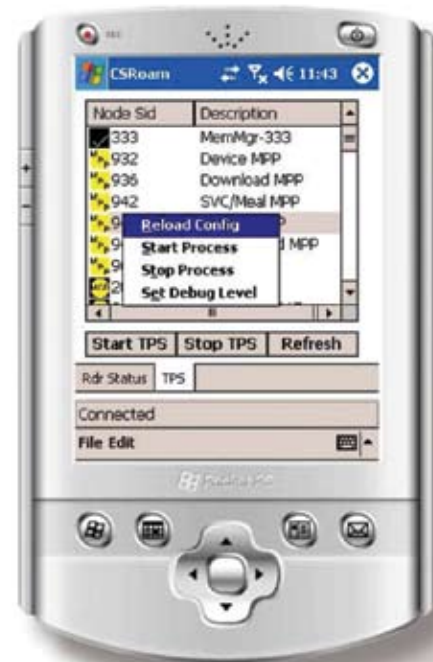 CSRoam 11:43
Node Sid Description
333 MemMgr-333
932 Device MPP
936 Download MPP
942 SVC/Meal MPP
Reload Config
Start Process
Stop Process
Set Debug Level
Start TPS Stop TPS Refresh
Rdr Status TPS
Connected
File Edit
Pocket PC